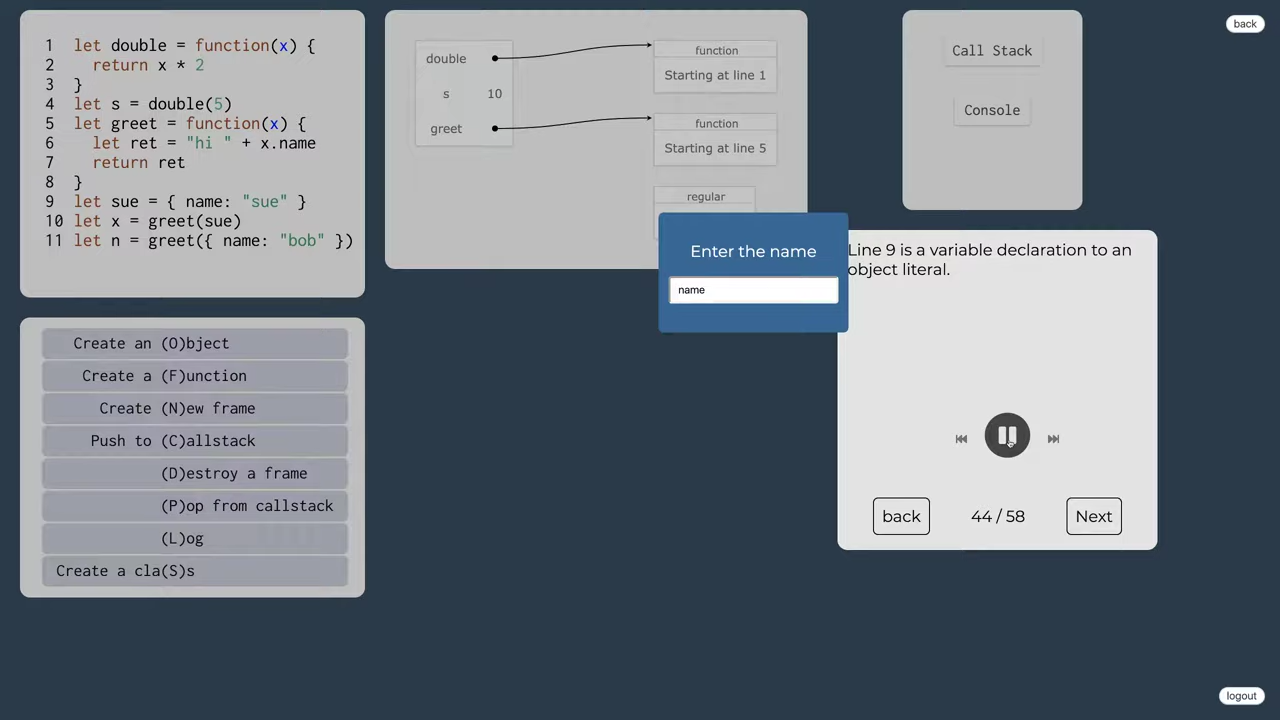 back
1 let double = function(x) {
2 return x * 2
3 }
4 let s = double(5)
5 let greet = function(x) {
6 let ret = "hi " + x.name
7 return ret
8 }
9 let sue = { name: "sue" }
10 let x = greet(sue)
11 let n = greet({ name: "bob" })
double
s 10
greet
function
Starting at line 1
function
Starting at line 5
regular
Call Stack
Console
Enter the name
name
Line 9 is a variable declaration to an
object literal.
back 44 / 58 Next
Create an (O)bject
Create a (F)unction
Create (N)ew frame
Push to (C)allstack
(D)estroy a frame
(P)op from callstack
(L)og
Create a cla(S)s
logout